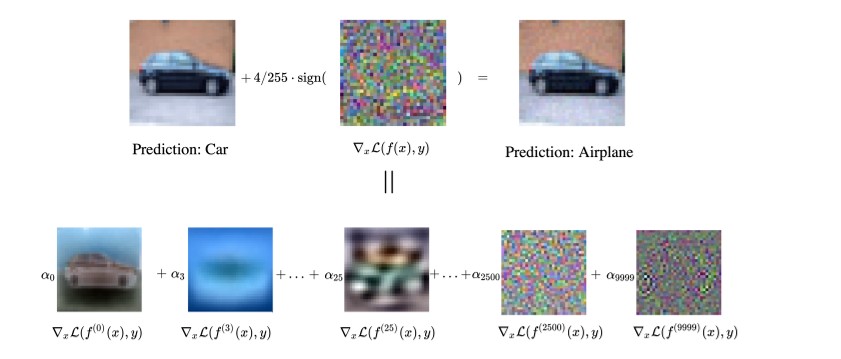 + 4/255 · sign( ) =
Prediction: Car ∇ₓℒ(f(x), y) Prediction: Airplane
||
α₀ + α₃ + … + α₂₅ + … + α₂₅₀₀ + α₉₉₉₉
∇ₓℒ(f⁽⁰⁾(x), y) ∇ₓℒ(f⁽³⁾(x), y) ∇ₓℒ(f⁽²⁵⁾(x), y) ∇ₓℒ(f⁽²⁵⁰⁰⁾(x), y) ∇ₓℒ(f⁽⁹⁹⁹⁹⁾(x), y)